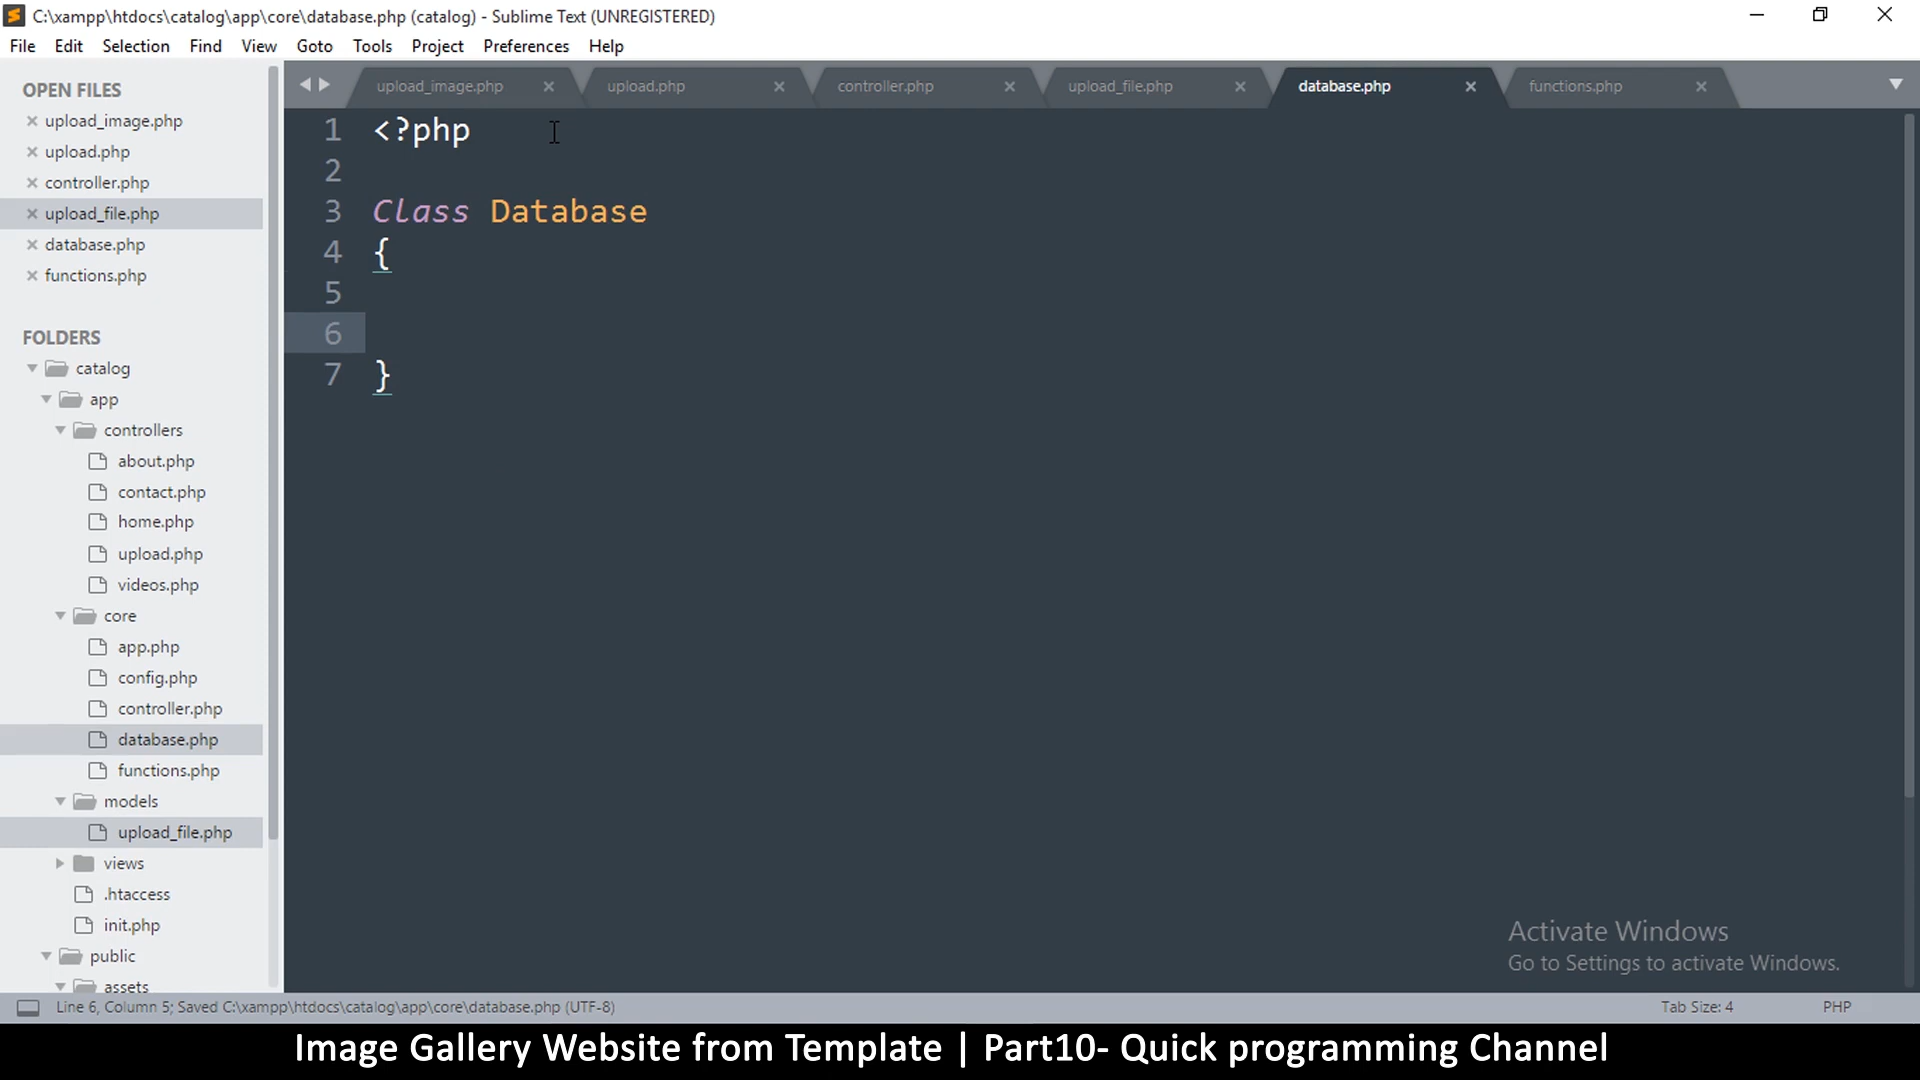 C:\xampp\htdocs\catalog\app\core\database.php (catalog) - Sublime Text (UNREGISTERED)
File Edit Selection Find View Goto Tools Project Preferences Help
OPEN FILES
upload_image.php
upload.php
controller.php
upload_file.php
database.php
functions.php
FOLDERS
catalog
app
controllers
about.php
contact.php
home.php
upload.php
videos.php
core
app.php
config.php
controller.php
database.php
functions.php
models
upload_file.php
views
.htaccess
init.php
public
assets
upload_image.php upload.php controller.php upload_file.php database.php functions.php
1 <?php
2
3 Class Database
4 {
5
6
7 }
Activate Windows
Go to Settings to activate Windows.
Line 6, Column 5; Saved C:\xampp\htdocs\catalog\app\core\database.php (UTF-8) Tab Size: 4 PHP
Image Gallery Website from Template | Part10- Quick programming Channel